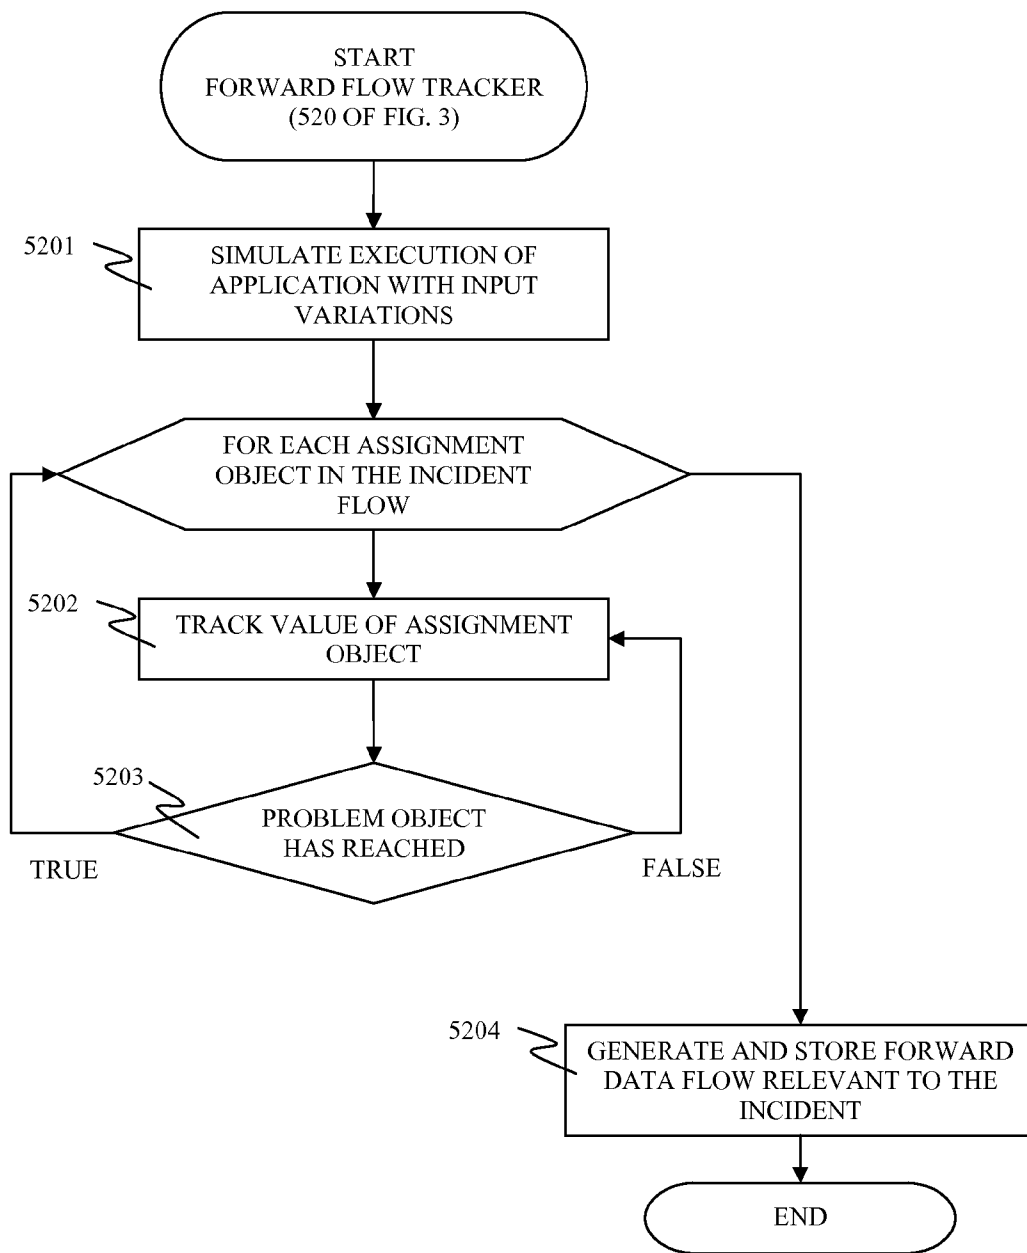 START
FORWARD FLOW TRACKER
(520 OF FIG. 3)
5201
SIMULATE EXECUTION OF
APPLICATION WITH INPUT
VARIATIONS
FOR EACH ASSIGNMENT
OBJECT IN THE INCIDENT
FLOW
5202
TRACK VALUE OF ASSIGNMENT
OBJECT
5203
PROBLEM OBJECT
HAS REACHED
TRUE
FALSE
5204
GENERATE AND STORE FORWARD
DATA FLOW RELEVANT TO THE
INCIDENT
END